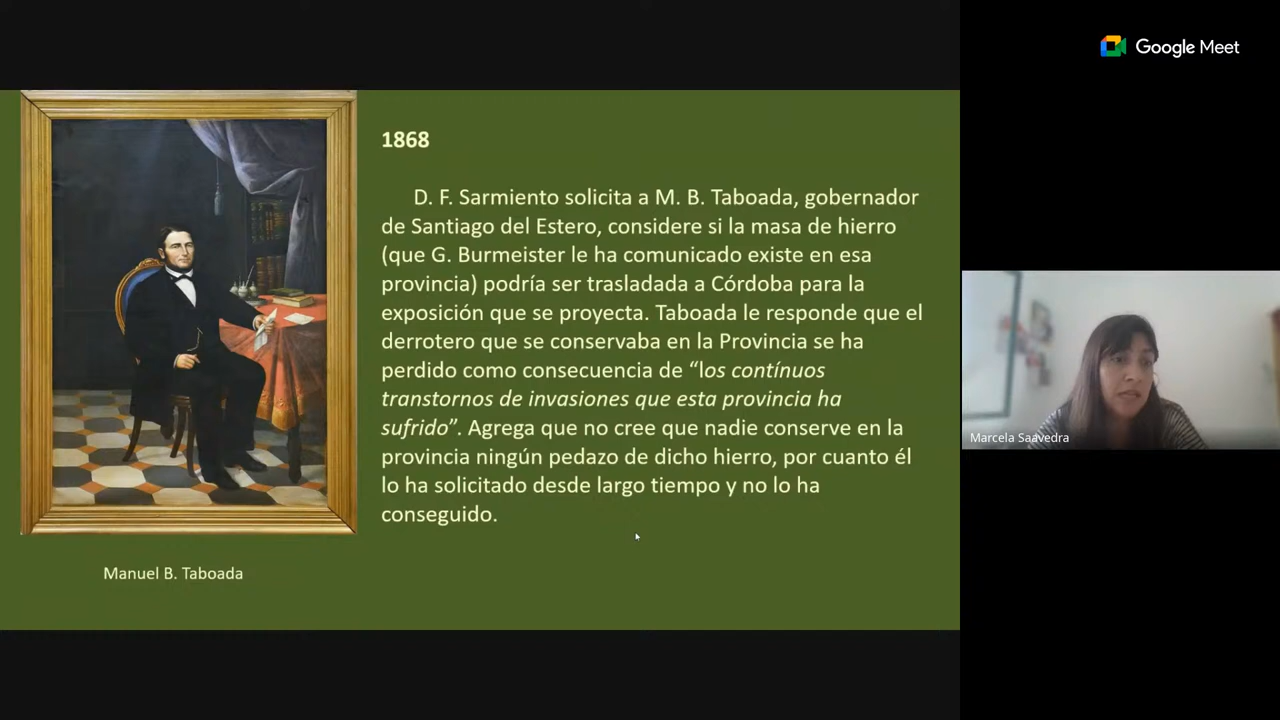 Google Meet
1868
D. F. Sarmiento solicita a M. B. Taboada, gobernador
de Santiago del Estero, considere si la masa de hierro
(que G. Burmeister le ha comunicado existe en esa
provincia) podría ser trasladada a Córdoba para la
exposición que se proyecta. Taboada le responde que el
derrotero que se conservaba en la Provincia se ha
perdido como consecuencia de “los contínuos
transtornos de invasiones que esta provincia ha
sufrido”. Agrega que no cree que nadie conserve en la
provincia ningún pedazo de dicho hierro, por cuanto él
lo ha solicitado desde largo tiempo y no lo ha
conseguido.
Manuel B. Taboada
Marcela Saavedra